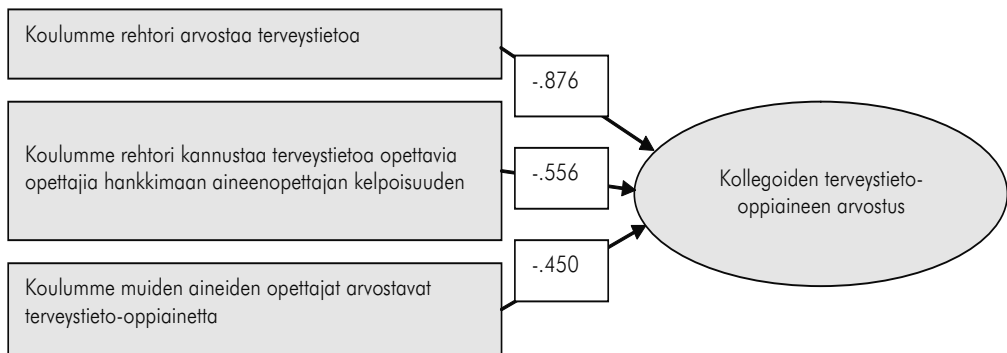 Koulumme rehtori arvostaa terveystietoa
-.876
Koulumme rehtori kannustaa terveystietoa opettavia
opettajia hankkimaan aineenopettajan kelpoisuuden
-.556
Kollegoiden terveystieto-
oppiaineen arvostus
-.450
Koulumme muiden aineiden opettajat arvostavat
terveystieto-oppiainetta